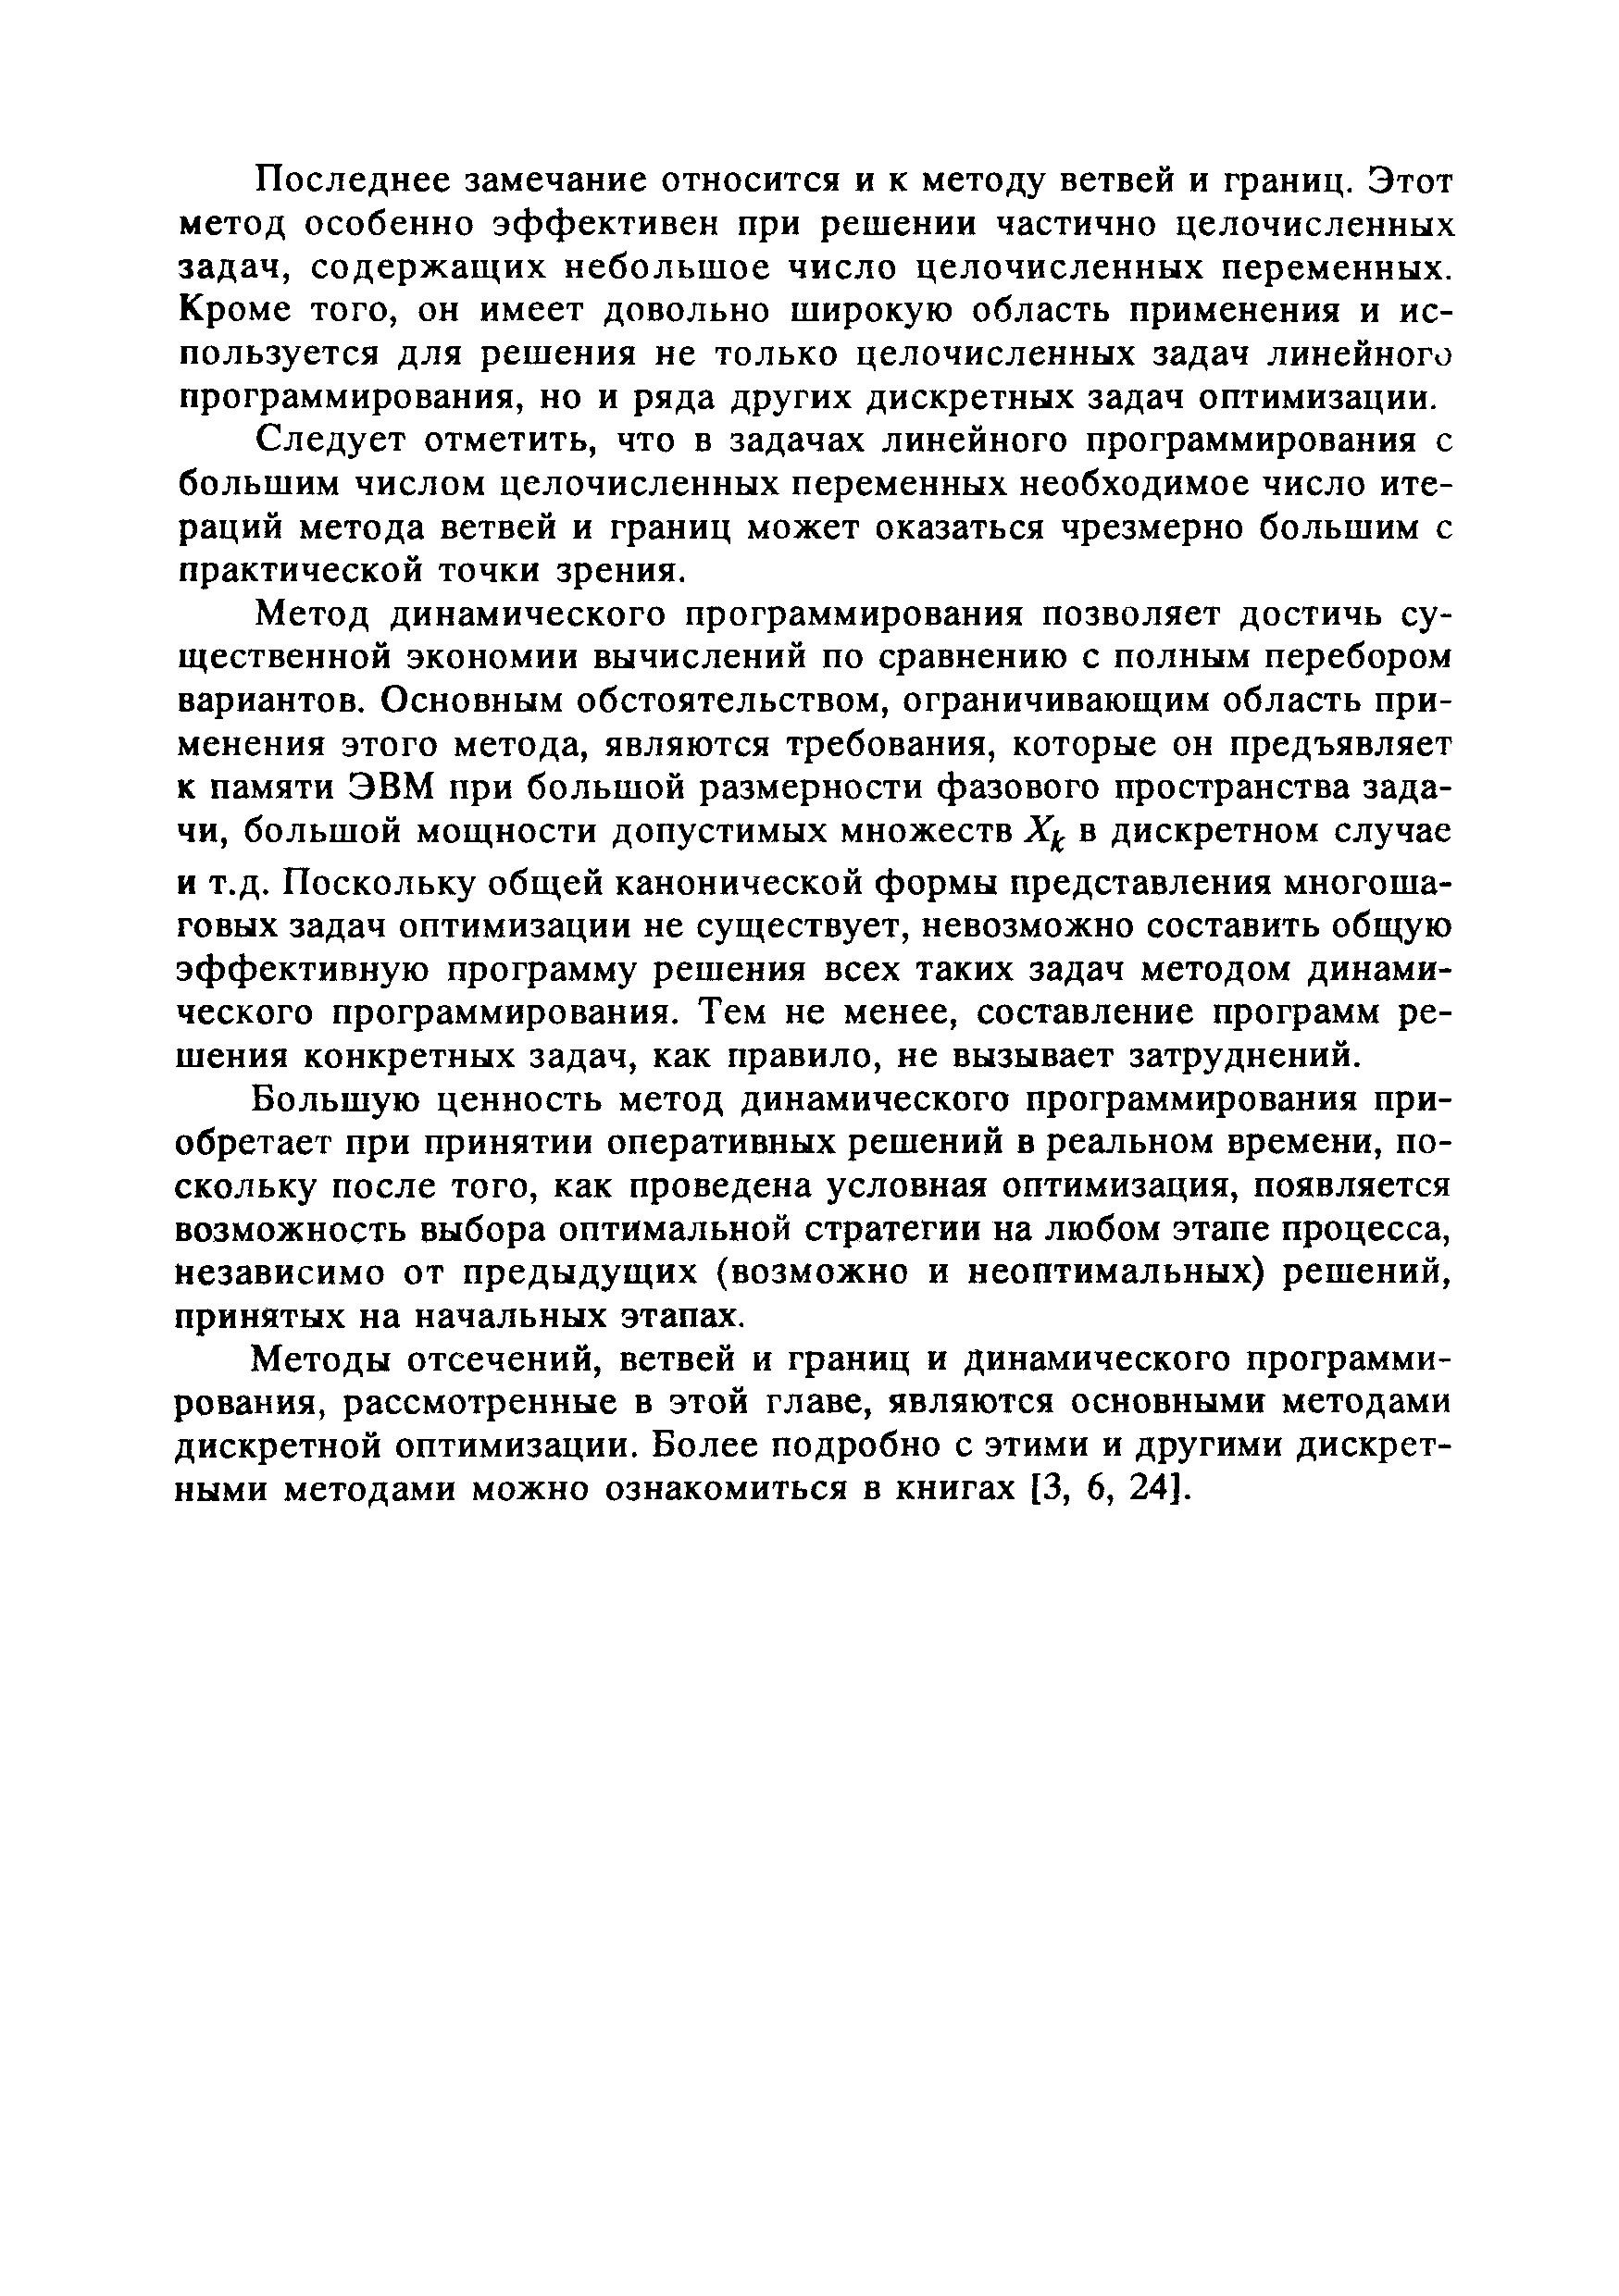 Последнее замечание относится и к методу ветвей и границ. Этот
метод особенно эффективен при решении частично целочисленных
задач, содержащих небольшое число целочисленных переменных.
Кроме того, он имеет довольно широкую область применения и ис-
пользуется для решения не только целочисленных задач линейного
программирования, но и ряда других дискретных задач оптимизации.
Следует отметить, что в задачах линейного программирования с
большим числом целочисленных переменных необходимое число ите-
раций метода ветвей и границ может оказаться чрезмерно большим с
практической точки зрения.
Метод динамического программирования позволяет достичь су-
щественной экономии вычислений по сравнению с полным перебором
вариантов. Основным обстоятельством, ограничивающим область при-
менения этого метода, являются требования, которые он предъявляет
к памяти ЭВМ при большой размерности фазового пространства зада-
чи, большой мощности допустимых множеств X_k в дискретном случае
и т.д. Поскольку общей канонической формы представления многоша-
говых задач оптимизации не существует, невозможно составить общую
эффективную программу решения всех таких задач методом динами-
ческого программирования. Тем не менее, составление программ ре-
шения конкретных задач, как правило, не вызывает затруднений.
Большую ценность метод динамического программирования при-
обретает при принятии оперативных решений в реальном времени, по-
скольку после того, как проведена условная оптимизация, появляется
возможность выбора оптимальной стратегии на любом этапе процесса,
независимо от предыдущих (возможно и неоптимальных) решений,
принятых на начальных этапах.
Методы отсечений, ветвей и границ и динамического программи-
рования, рассмотренные в этой главе, являются основными методами
дискретной оптимизации. Более подробно с этими и другими дискрет-
ными методами можно ознакомиться в книгах [3, 6, 24].